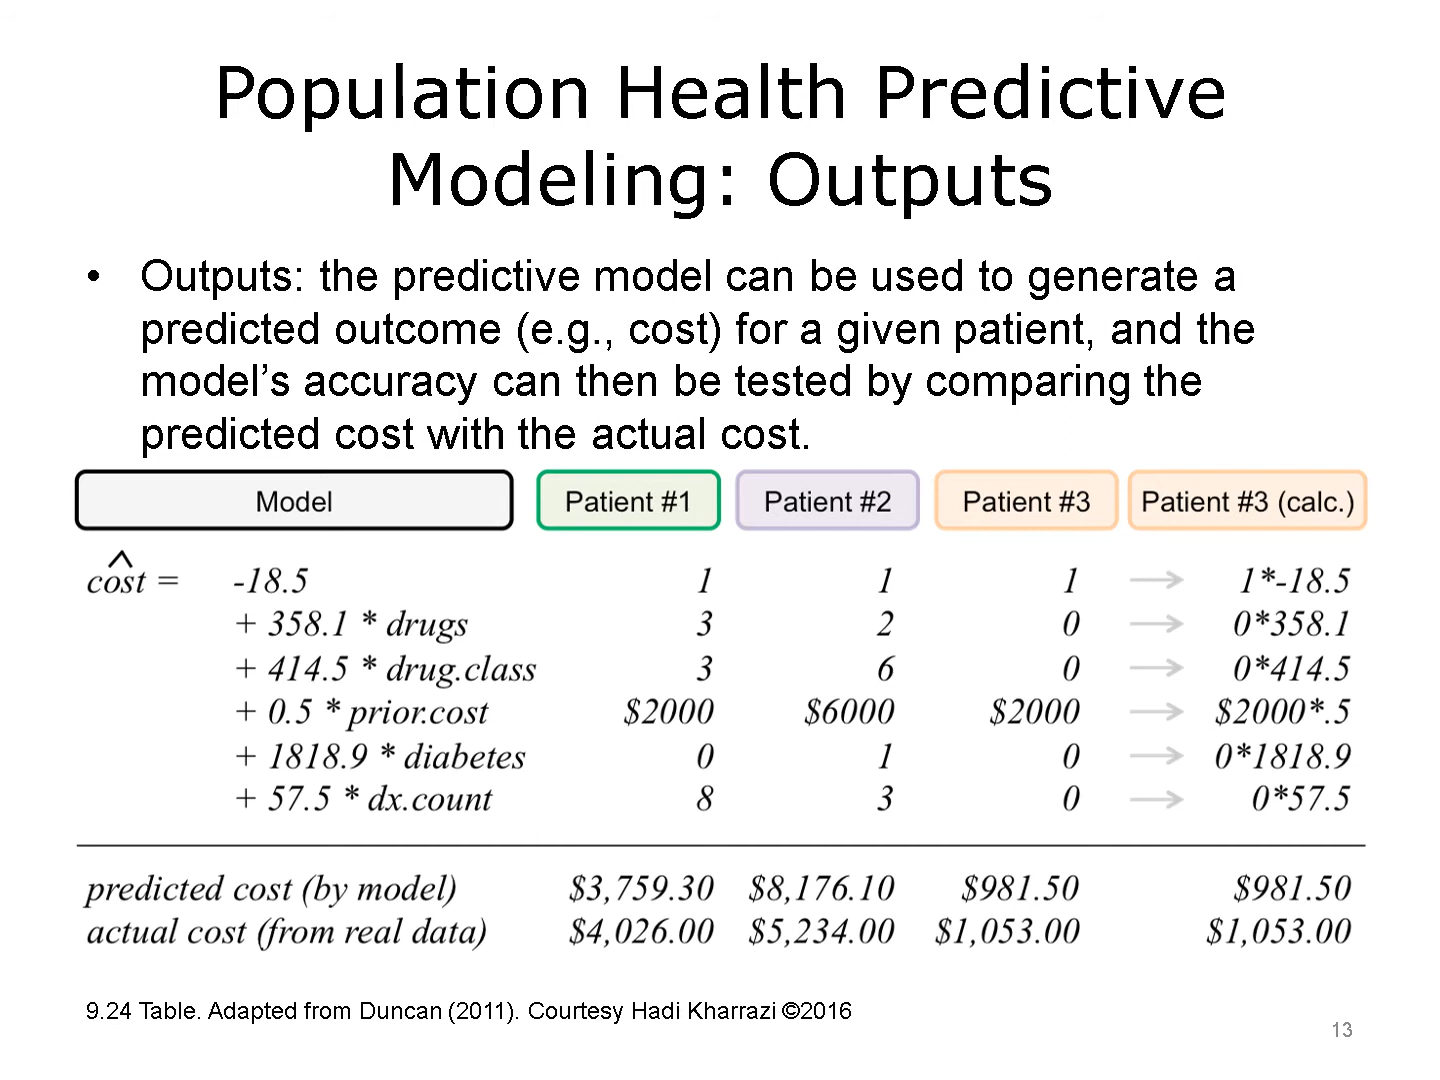 Population Health Predictive
Modeling: Outputs
• Outputs: the predictive model can be used to generate a
predicted outcome (e.g., cost) for a given patient, and the
model’s accuracy can then be tested by comparing the
predicted cost with the actual cost.
Model Patient #1 Patient #2 Patient #3 Patient #3 (calc.)
^
cost = -18.5 1 1 1 → 1*-18.5
+ 358.1 * drugs 3 2 0 → 0*358.1
+ 414.5 * drug.class 3 6 0 → 0*414.5
+ 0.5 * prior.cost $2000 $6000 $2000 → $2000*.5
+ 1818.9 * diabetes 0 1 0 → 0*1818.9
+ 57.5 * dx.count 8 3 0 → 0*57.5
predicted cost (by model) $3,759.30 $8,176.10 $981.50 $981.50
actual cost (from real data) $4,026.00 $5,234.00 $1,053.00 $1,053.00
9.24 Table. Adapted from Duncan (2011). Courtesy Hadi Kharrazi ©2016
13